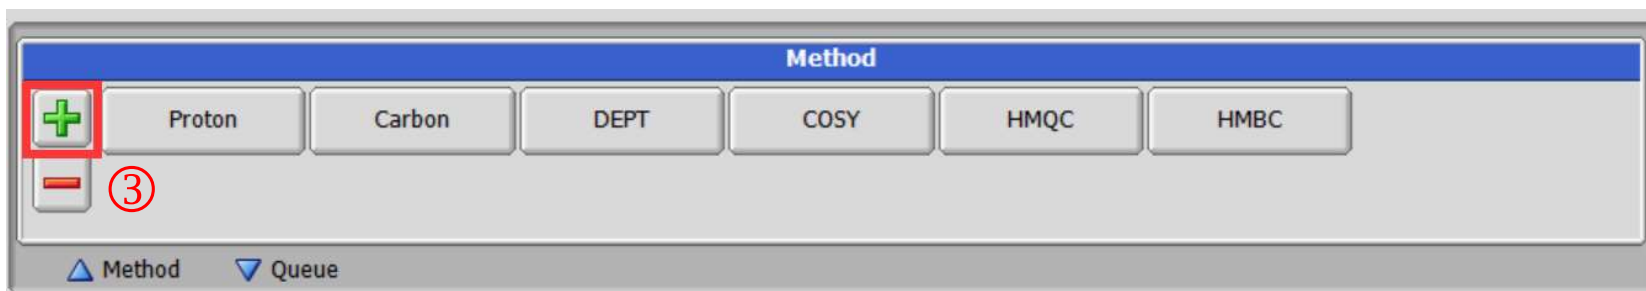 Method
Proton Carbon DEPT COSY HMQC HMBC
③
Method Queue